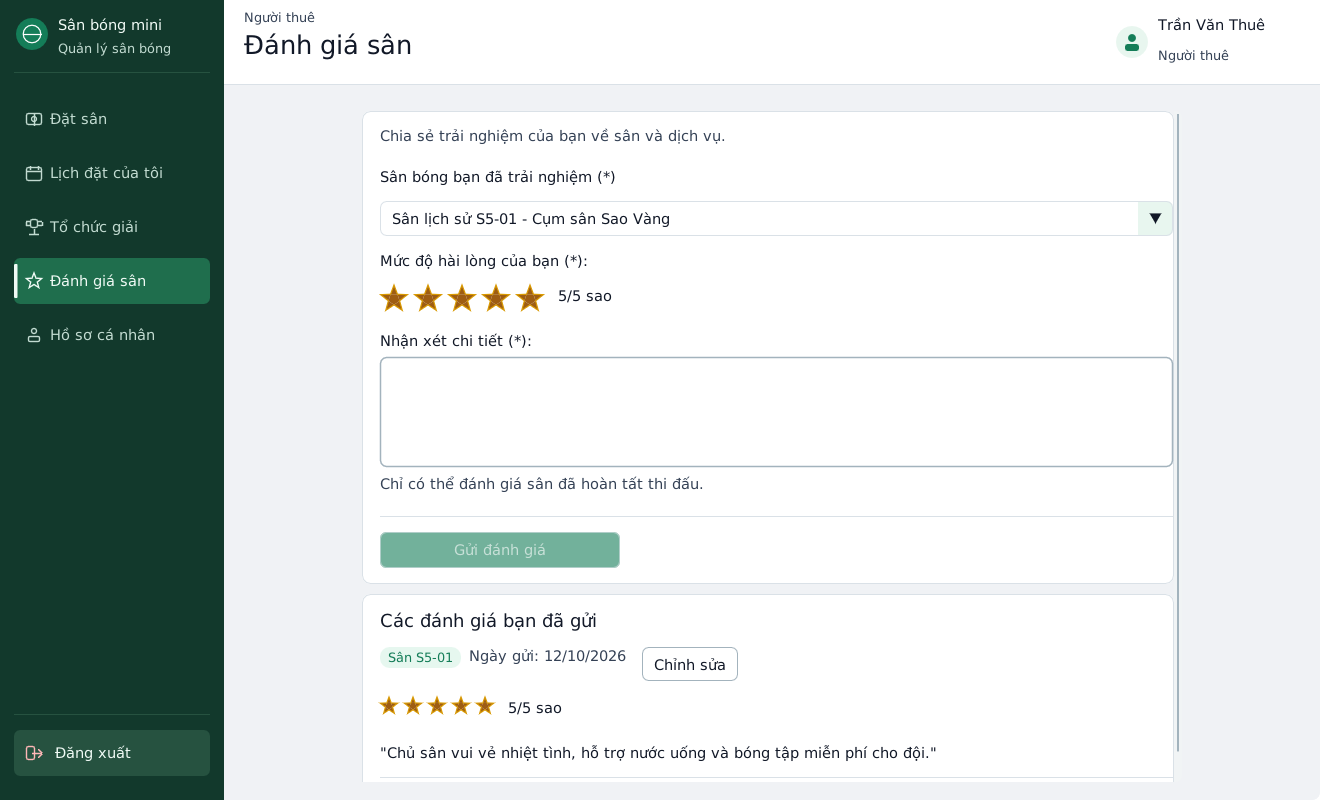 Sân bóng mini
Quản lý sân bóng
Đặt sân
Lịch đặt của tôi
Tổ chức giải
Đánh giá sân
Hồ sơ cá nhân
Đăng xuất
Người thuê
Đánh giá sân
Trần Văn Thuê
Người thuê
Chia sẻ trải nghiệm của bạn về sân và dịch vụ.
Sân bóng bạn đã trải nghiệm (*)
Sân lịch sử S5-01 - Cụm sân Sao Vàng
Mức độ hài lòng của bạn (*):
5/5 sao
Nhận xét chi tiết (*):
Chỉ có thể đánh giá sân đã hoàn tất thi đấu.
Gửi đánh giá
Các đánh giá bạn đã gửi
Sân S5-01 Ngày gửi: 12/10/2026 Chỉnh sửa
5/5 sao
"Chủ sân vui vẻ nhiệt tình, hỗ trợ nước uống và bóng tập miễn phí cho đội."